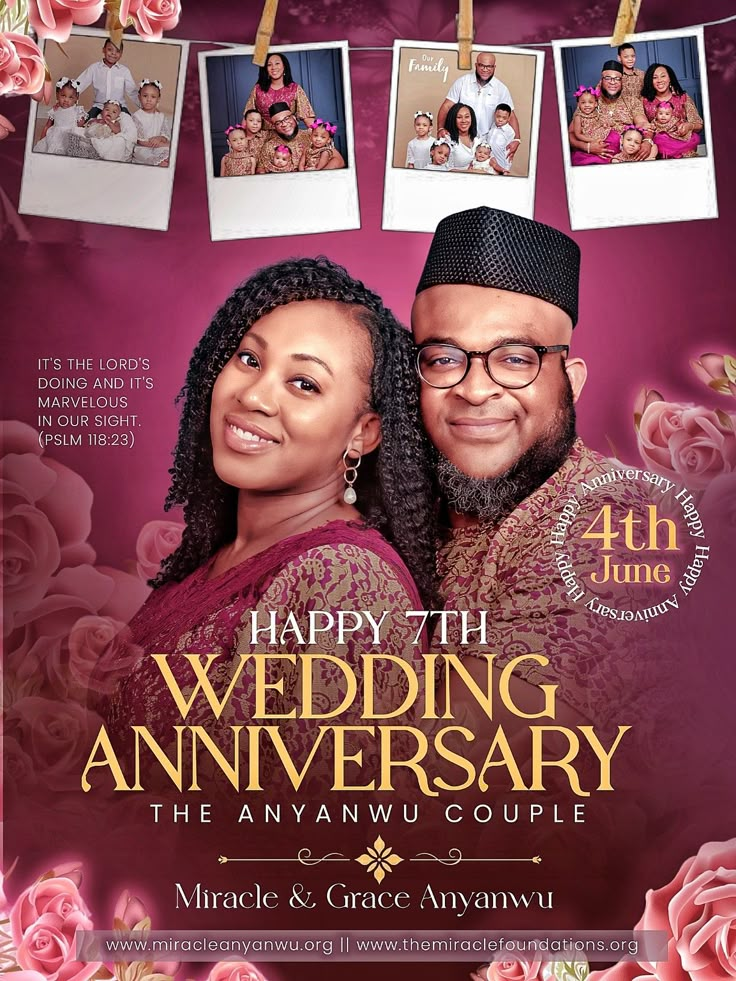 Our
Family
IT'S THE LORD'S
DOING AND IT'S
MARVELOUS
IN OUR SIGHT.
(PSLM 118:23)
Happy Anniversary Happy Happy Anniversary Happy
4th
June
HAPPY 7TH
WEDDING
ANNIVERSARY
THE ANYANWU COUPLE
Miracle & Grace Anyanwu
www.miracleanyanwu.org || www.themiraclefoundations.org